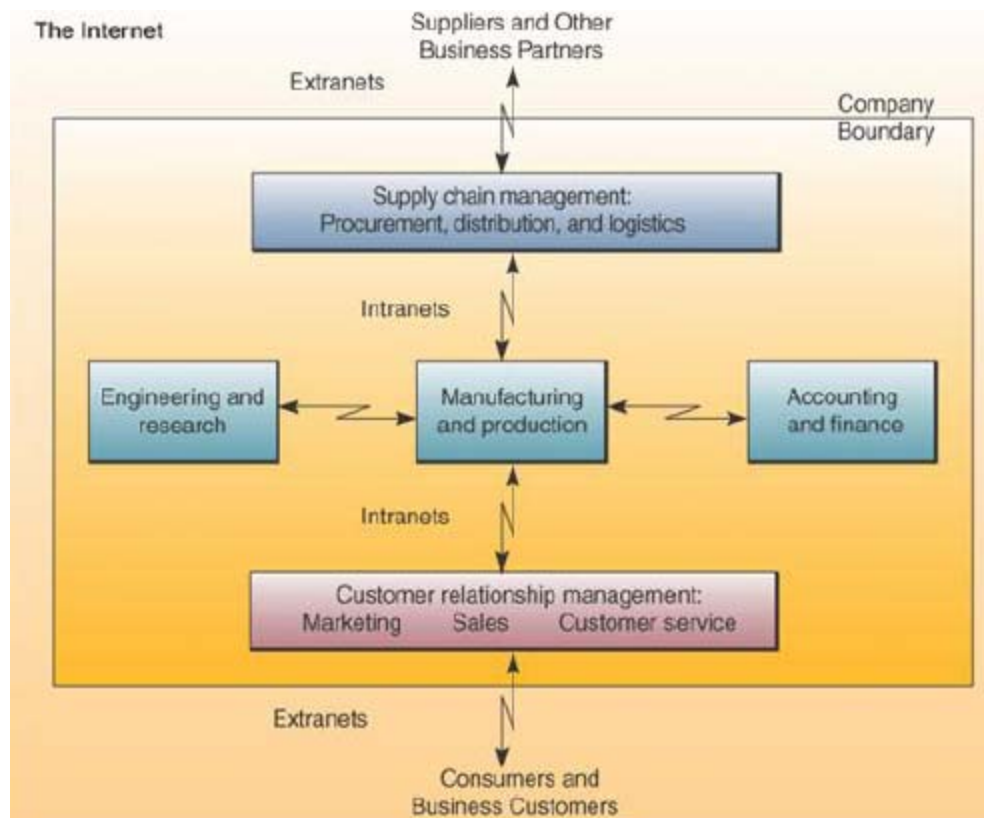 The Internet
Suppliers and Other
Business Partners
Extranets
Company
Boundary
Supply chain management:
Procurement, distribution, and logistics
Intranets
Engineering and
research
Manufacturing
and production
Accounting
and finance
Intranets
Customer relationship management:
Marketing Sales Customer service
Extranets
Consumers and
Business Customers